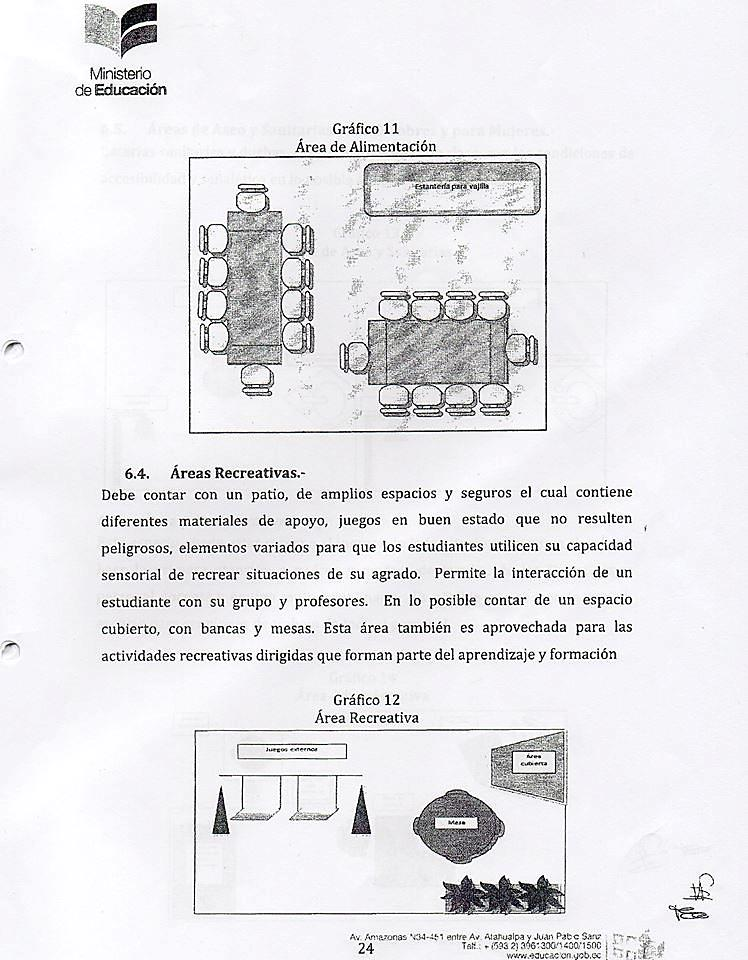 Ministerio
de Educación
Gráfico 11
Área de Alimentación
Estantería para vajilla
6.4. Áreas Recreativas.-
Debe contar con un patio, de amplios espacios y seguros el cual contiene
diferentes materiales de apoyo, juegos en buen estado que no resulten
peligrosos, elementos variados para que los estudiantes utilicen su capacidad
sensorial de recrear situaciones de su agrado. Permite la interacción de un
estudiante con su grupo y profesores. En lo posible contar de un espacio
cubierto, con bancas y mesas. Esta área también es aprovechada para las
actividades recreativas dirigidas que forman parte del aprendizaje y formación
Gráfico 12
Área Recreativa
Juegos externos
Area
cubierta
Mesa
Av. Amazonas N34-451 entre Av. Atahualpa y Juan Pablo Sanz
24
Telf.: + (593 2) 3961300/1400/1500
www.educacion.gob.ec